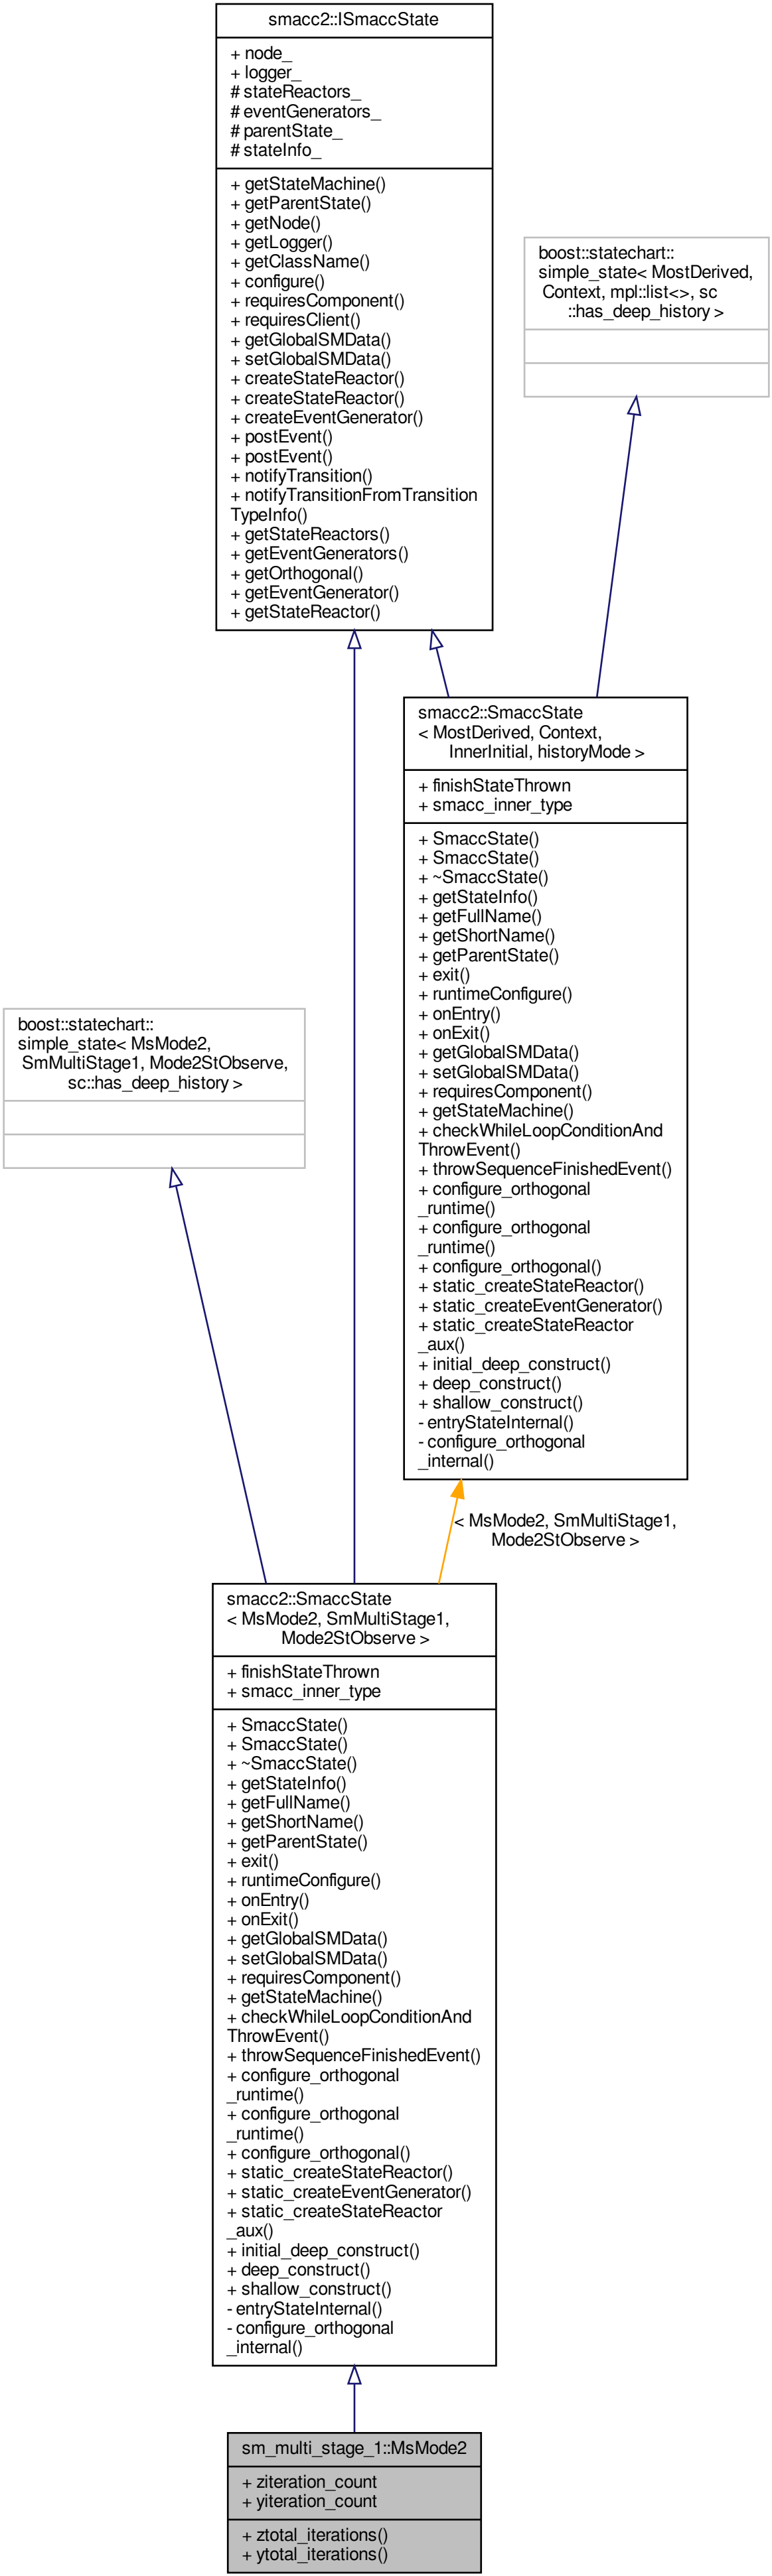 smacc2::ISmaccState
+ node_
+ logger_
# stateReactors_
# eventGenerators_
# parentState_
# stateInfo_
+ getStateMachine()
+ getParentState()
+ getNode()
+ getLogger()
+ getClassName()
+ configure()
+ requiresComponent()
+ requiresClient()
+ getGlobalSMData()
+ setGlobalSMData()
+ createStateReactor()
+ createStateReactor()
+ createEventGenerator()
+ postEvent()
+ postEvent()
+ notifyTransition()
+ notifyTransitionFromTransition
TypeInfo()
+ getStateReactors()
+ getEventGenerators()
+ getOrthogonal()
+ getEventGenerator()
+ getStateReactor()
boost::statechart::
simple_state< MostDerived,
Context, mpl::list<>, sc
::has_deep_history >
smacc2::SmaccState
< MostDerived, Context,
InnerInitial, historyMode >
+ finishStateThrown
+ smacc_inner_type
+ SmaccState()
+ SmaccState()
+ ~SmaccState()
+ getStateInfo()
+ getFullName()
+ getShortName()
+ getParentState()
+ exit()
+ runtimeConfigure()
+ onEntry()
+ onExit()
+ getGlobalSMData()
+ setGlobalSMData()
+ requiresComponent()
+ getStateMachine()
+ checkWhileLoopConditionAnd
ThrowEvent()
+ throwSequenceFinishedEvent()
+ configure_orthogonal
_runtime()
+ configure_orthogonal
_runtime()
+ configure_orthogonal()
+ static_createStateReactor()
+ static_createEventGenerator()
+ static_createStateReactor
_aux()
+ initial_deep_construct()
+ deep_construct()
+ shallow_construct()
- entryStateInternal()
- configure_orthogonal
_internal()
boost::statechart::
simple_state< MsMode2,
SmMultiStage1, Mode2StObserve,
sc::has_deep_history >
< MsMode2, SmMultiStage1,
Mode2StObserve >
smacc2::SmaccState
< MsMode2, SmMultiStage1,
Mode2StObserve >
+ finishStateThrown
+ smacc_inner_type
+ SmaccState()
+ SmaccState()
+ ~SmaccState()
+ getStateInfo()
+ getFullName()
+ getShortName()
+ getParentState()
+ exit()
+ runtimeConfigure()
+ onEntry()
+ onExit()
+ getGlobalSMData()
+ setGlobalSMData()
+ requiresComponent()
+ getStateMachine()
+ checkWhileLoopConditionAnd
ThrowEvent()
+ throwSequenceFinishedEvent()
+ configure_orthogonal
_runtime()
+ configure_orthogonal
_runtime()
+ configure_orthogonal()
+ static_createStateReactor()
+ static_createEventGenerator()
+ static_createStateReactor
_aux()
+ initial_deep_construct()
+ deep_construct()
+ shallow_construct()
- entryStateInternal()
- configure_orthogonal
_internal()
sm_multi_stage_1::MsMode2
+ ziteration_count
+ yiteration_count
+ ztotal_iterations()
+ ytotal_iterations()